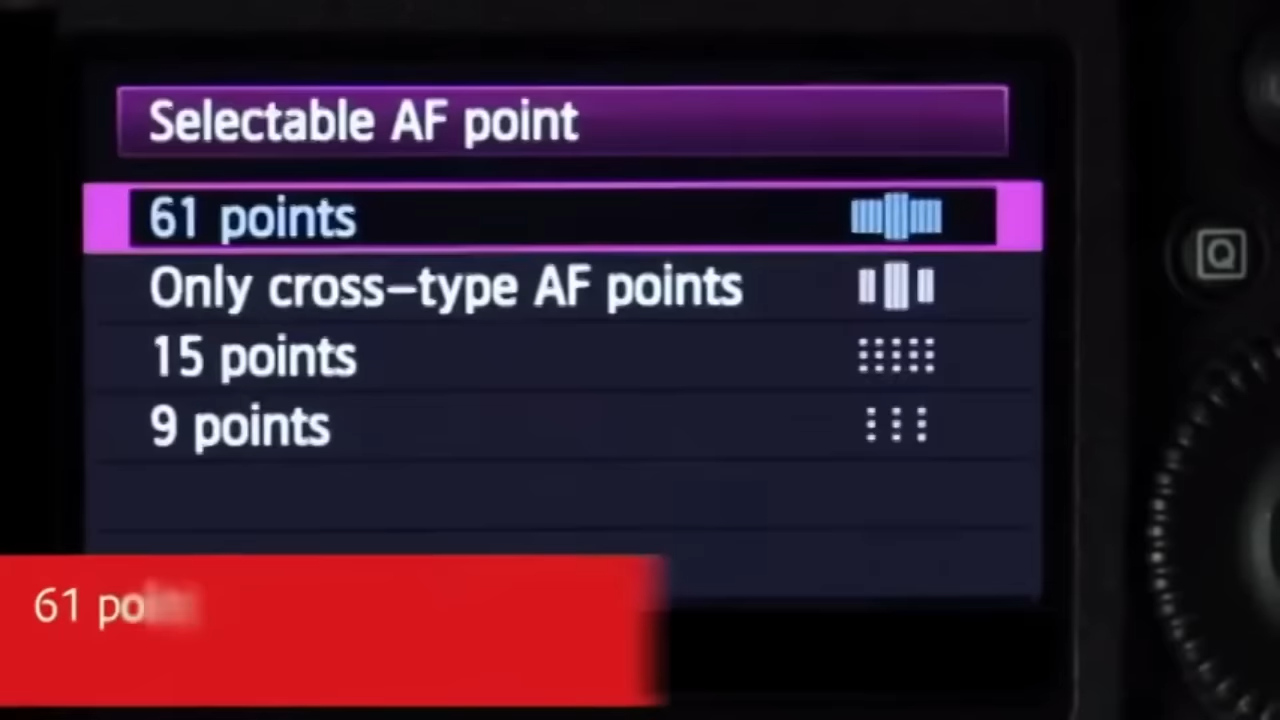 Selectable AF point
61 points
Only cross-type AF points
15 points
9 points
Q
61 po